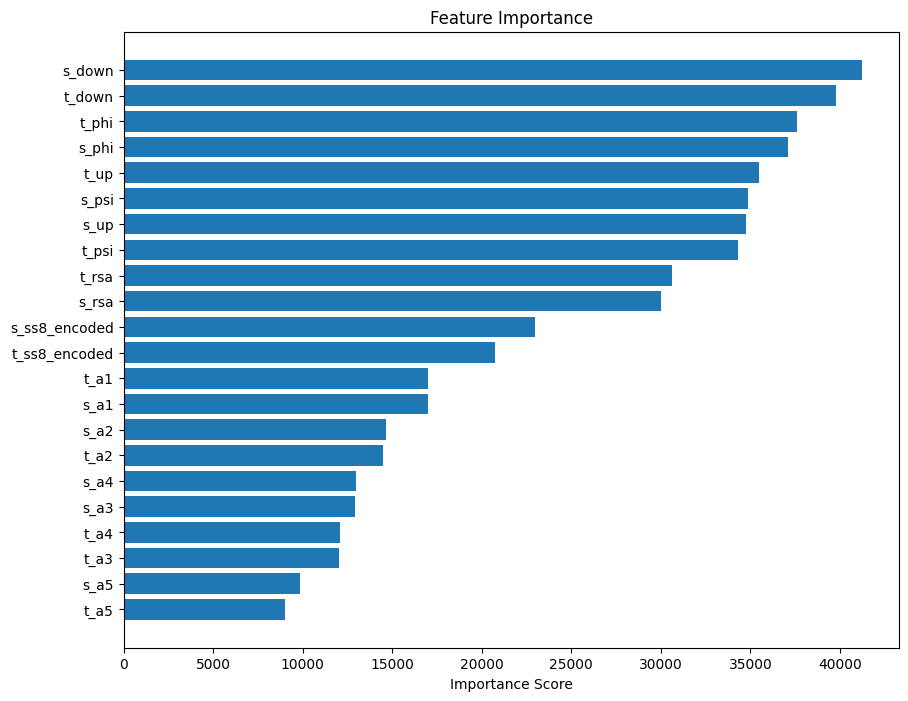 Feature Importance
s_down
t_down
t_phi
s_phi
t_up
s_psi
s_up
t_psi
t_rsa
s_rsa
s_ss8_encoded
t_ss8_encoded
t_a1
s_a1
s_a2
t_a2
s_a4
s_a3
t_a4
t_a3
s_a5
t_a5
0 5000 10000 15000 20000 25000 30000 35000 40000
Importance Score